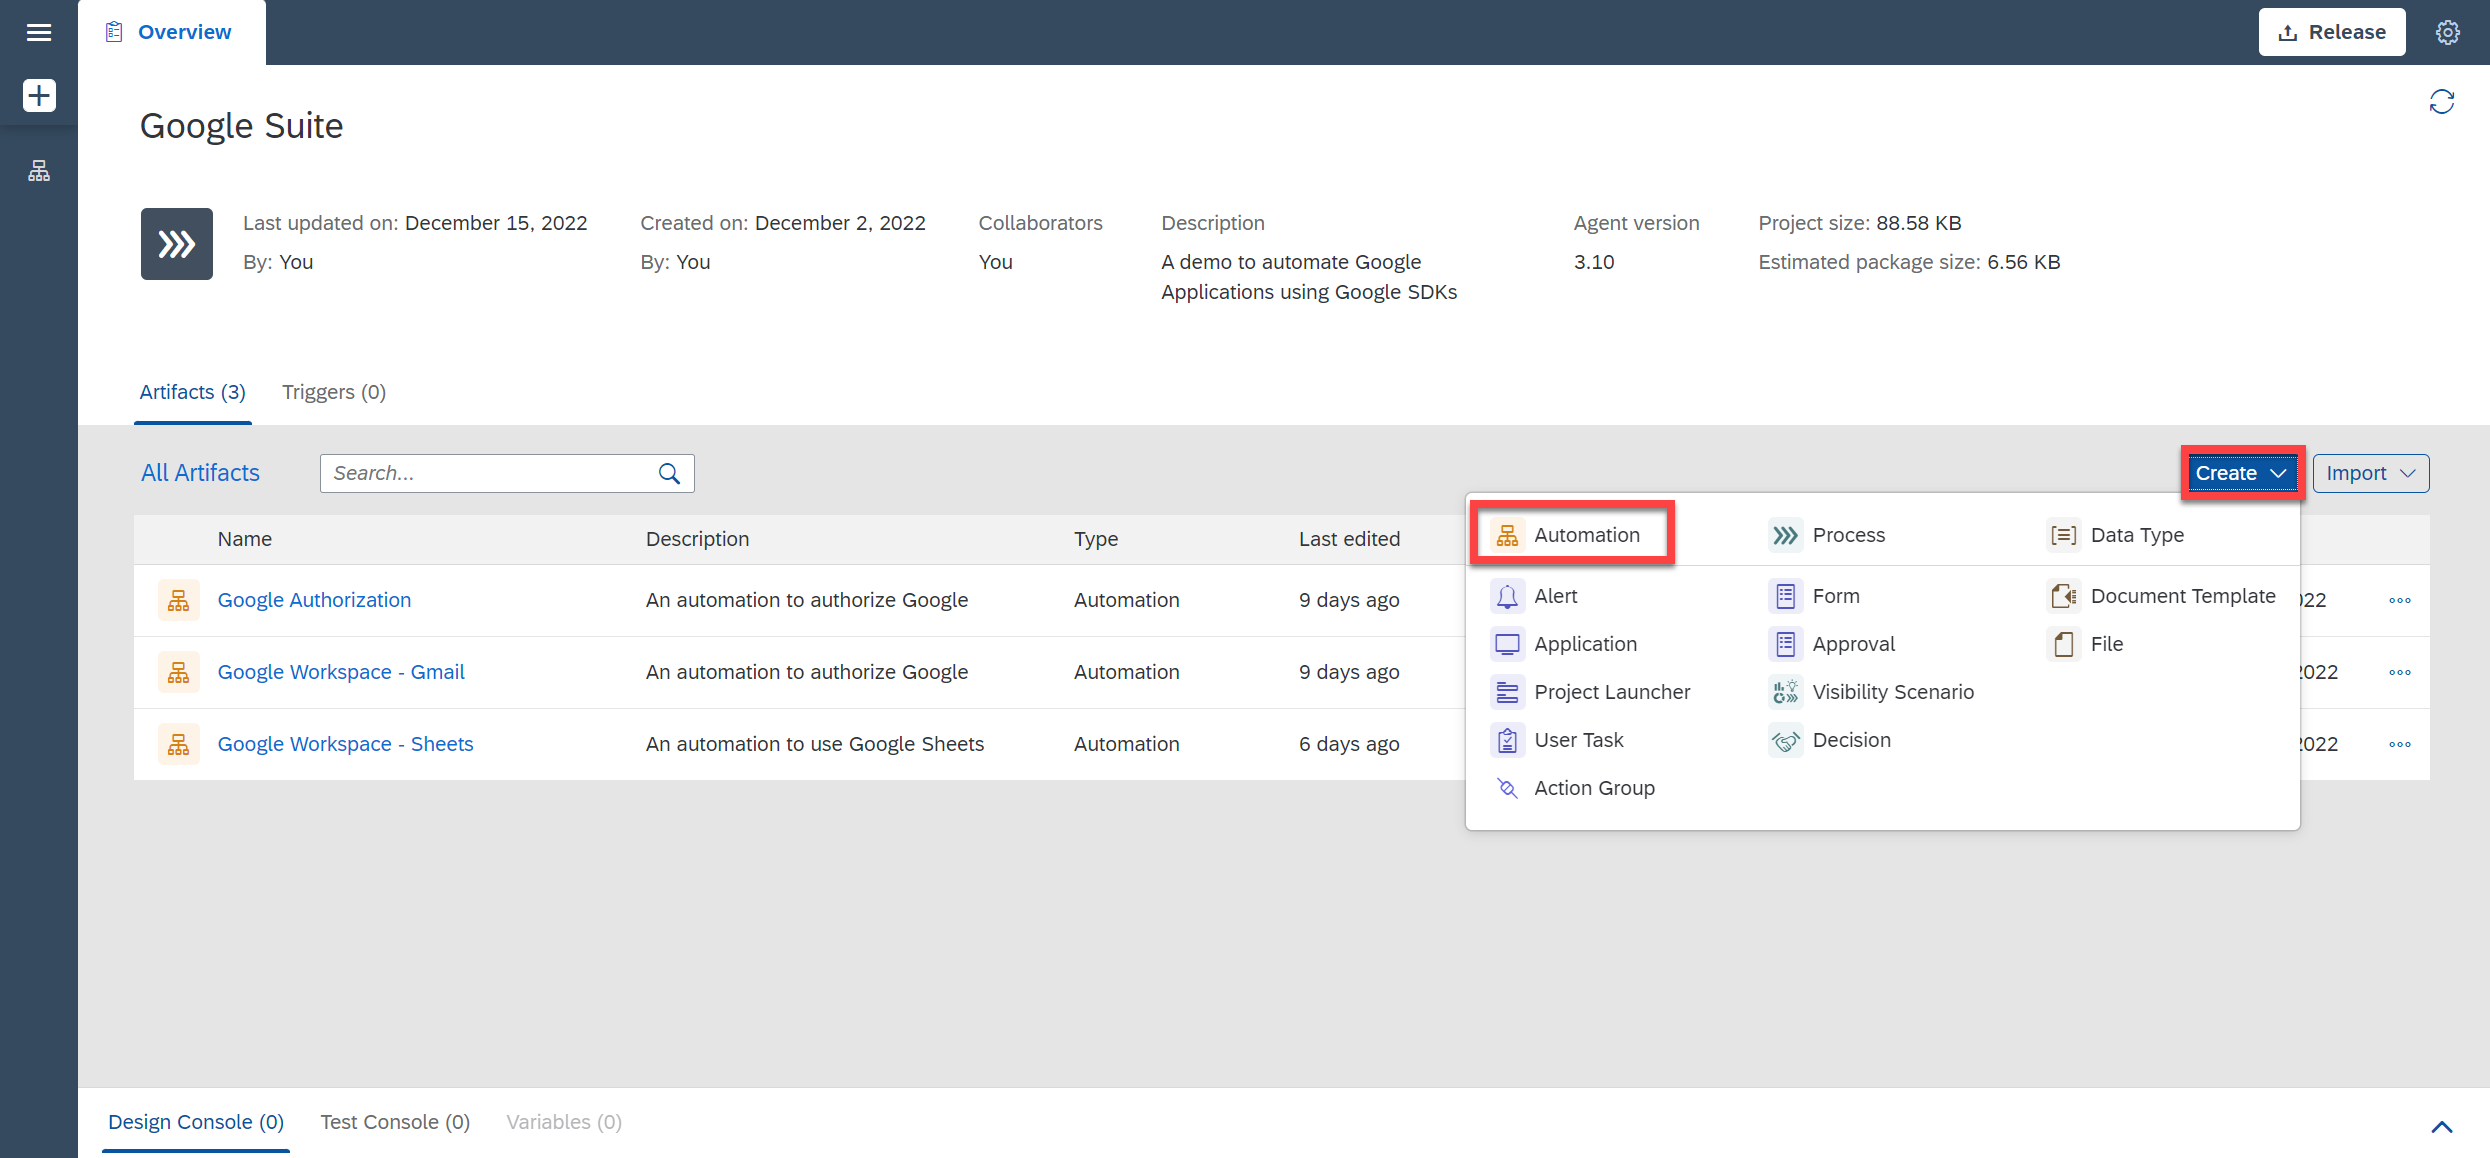 Overview
Release
Google Suite
Last updated on: December 15, 2022
By: You
Created on: December 2, 2022
By: You
Collaborators
You
Description
A demo to automate Google
Applications using Google SDKs
Agent version
3.10
Project size: 88.58 KB
Estimated package size: 6.56 KB
Artifacts (3)
Triggers (0)
All Artifacts
Search...
Create
Import
Name
Description
Type
Last edited
Google Authorization
An automation to authorize Google
Automation
9 days ago
Google Workspace - Gmail
An automation to authorize Google
Automation
9 days ago
2022
Google Workspace - Sheets
An automation to use Google Sheets
Automation
6 days ago
2022
Automation
Process
Data Type
Alert
Form
Document Template
Application
Approval
File
Project Launcher
Visibility Scenario
User Task
Decision
Action Group
Design Console (0)
Test Console (0)
Variables (0)